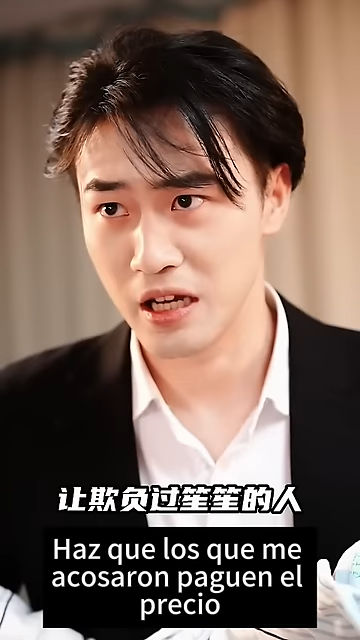 让欺负过笙笙的人
Haz que los que me
acosaron paguen el
precio